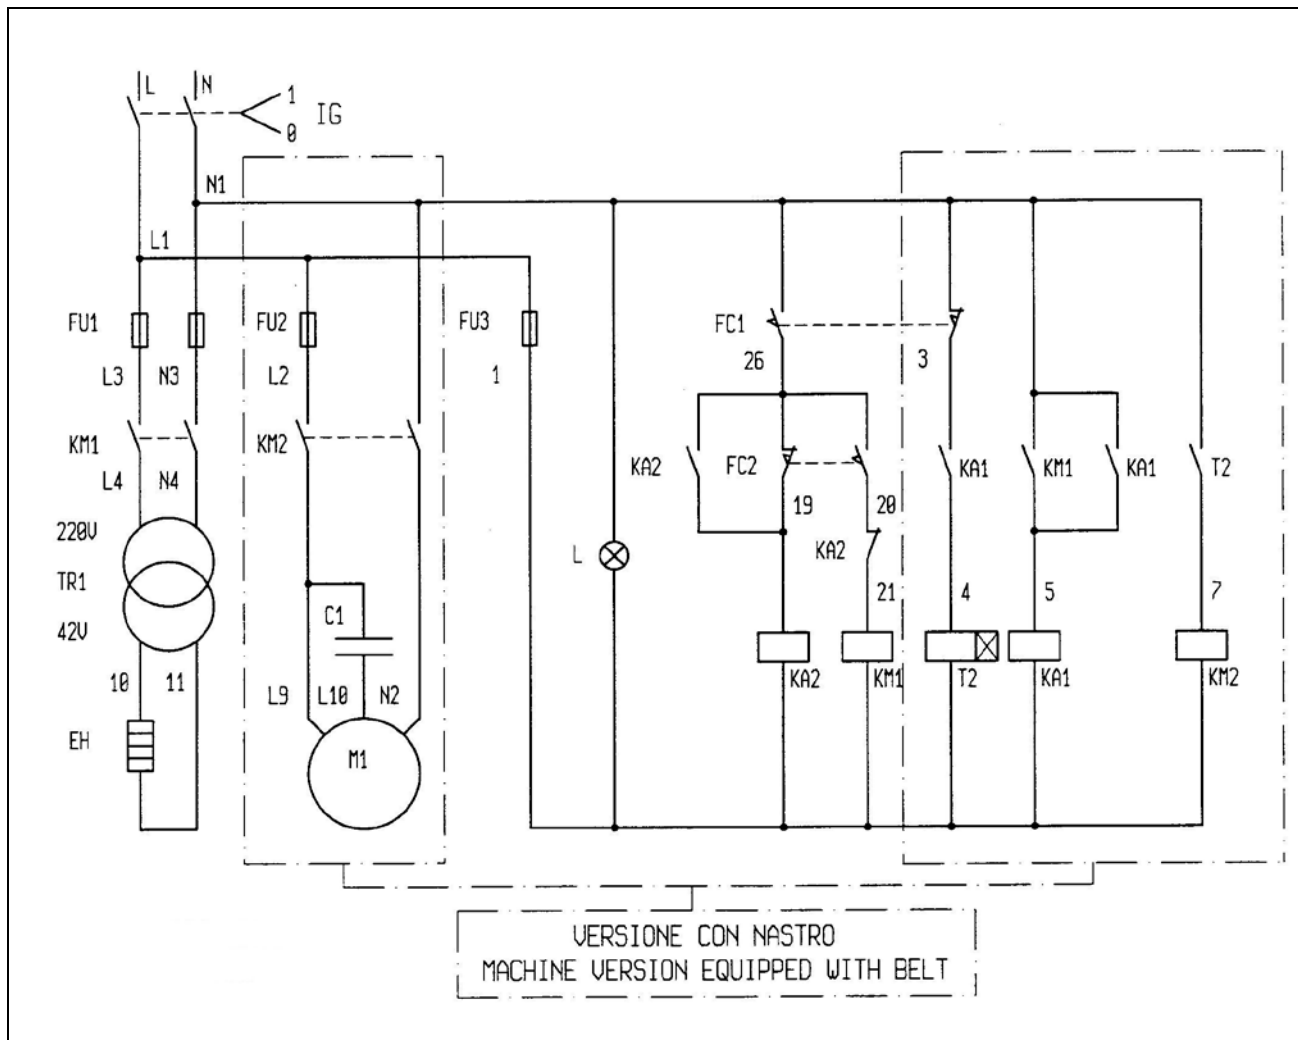 L N
1
0
IG
N1
L1
FU1
FU2
FU3
FC1
L3 N3
L2
1
26
3
KM1
KM2
KA2
FC2
KA1
KM1
KA1
T2
L4 N4
19
20
220V
TR1
42V
L
KA2
C1
21
4
5
7
10 11
L9 L10 N2
KA2
KM1
T2
KA1
KM2
EH
M1
VERSIONE CON NASTRO
MACHINE VERSION EQUIPPED WITH BELT